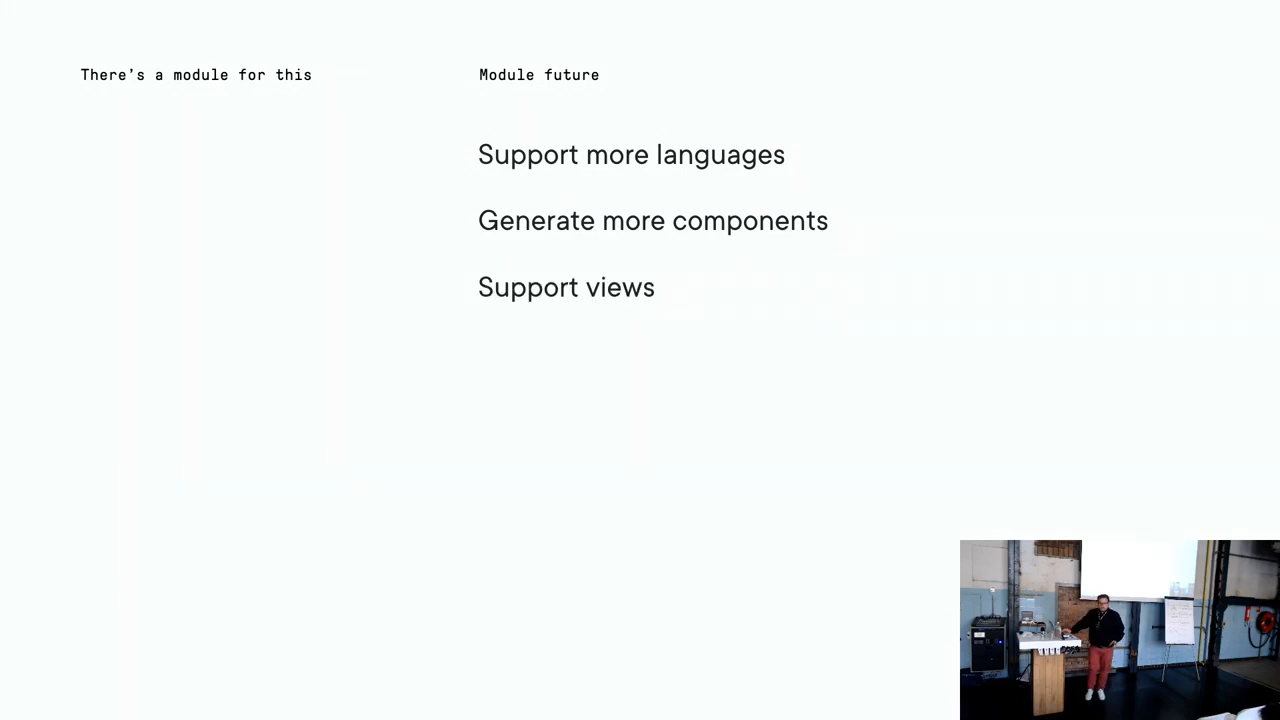 There’s a module for this
Module future
Support more languages
Generate more components
Support views